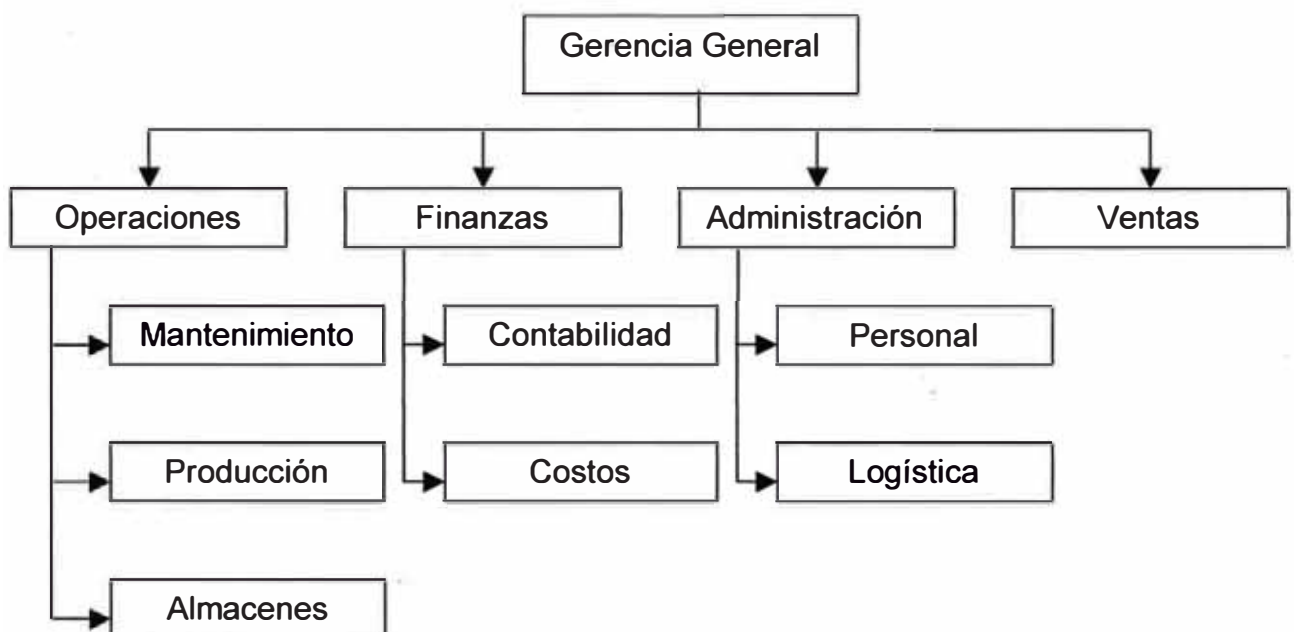 Gerencia General
Operaciones
Finanzas
Administración
Ventas
Mantenimiento
Contabilidad
Personal
Producción
Costos
Logística
Almacenes